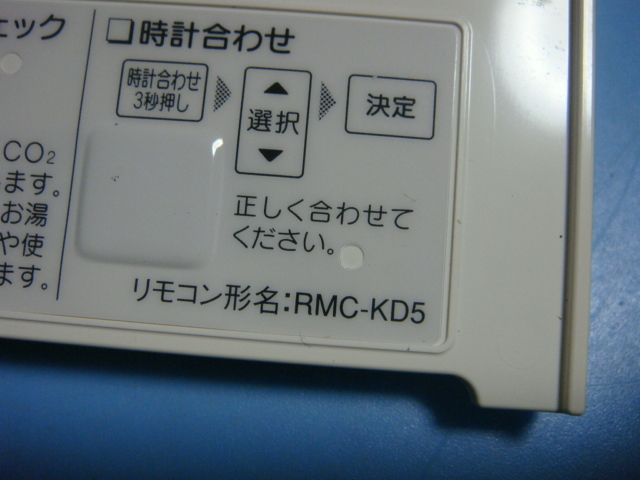 ェック
CO2
ます。
お湯
や使
ます。
❑時計合わせ
時計合わせ
3秒押し
▲
選択
▼
決定
正しく合わせて
ください。
リモコン形名:RMC-KD5